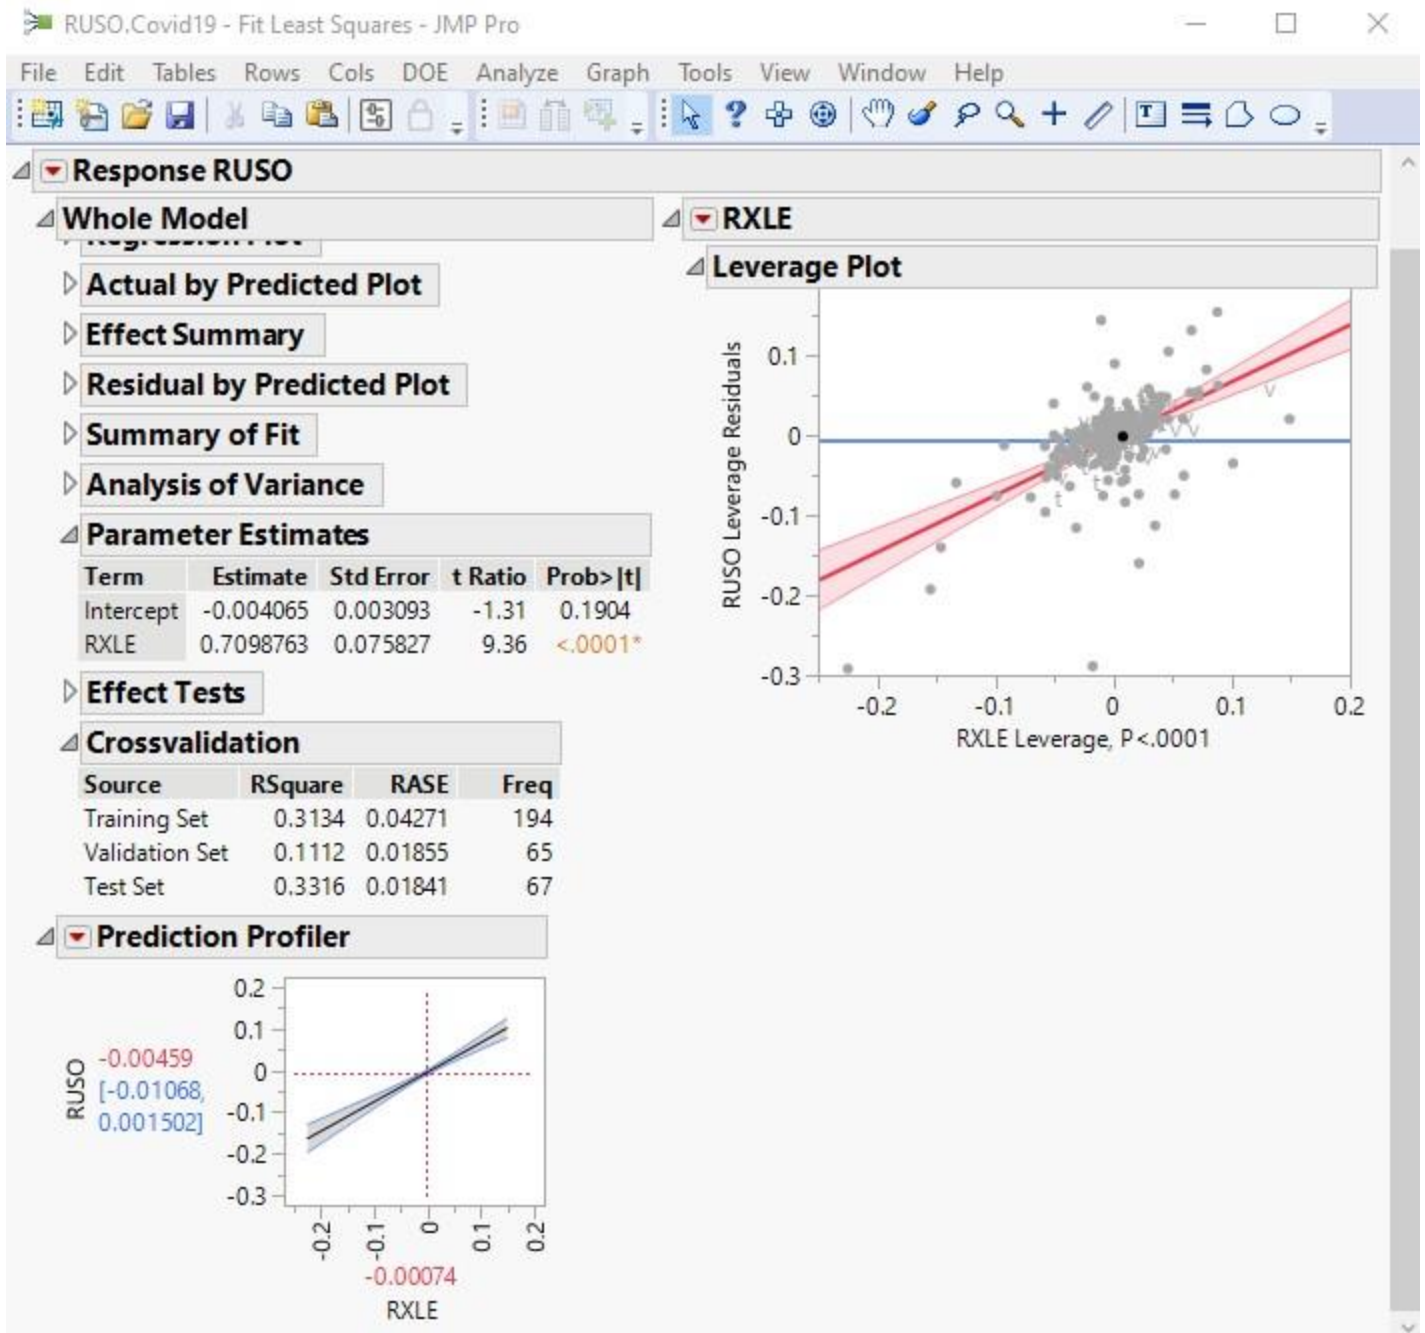 RUSO.Covid19 - Fit Least Squares - JMP Pro
File Edit Tables Rows Cols DOE Analyze Graph Tools View Window Help
Response RUSO
Whole Model
Regression Plot
Actual by Predicted Plot
Effect Summary
Residual by Predicted Plot
Summary of Fit
Analysis of Variance
Parameter Estimates
Term Estimate Std Error t Ratio Prob>|t|
Intercept -0.004065 0.003093 -1.31 0.1904
RXLE 0.7098763 0.075827 9.36 <.0001*
Effect Tests
Crossvalidation
Source RSquare RASE Freq
Training Set 0.3134 0.04271 194
Validation Set 0.1112 0.01855 65
Test Set 0.3316 0.01841 67
Prediction Profiler
RUSO
-0.00459
[-0.01068,
0.001502]
0.2
0.1
0
-0.1
-0.2
-0.3
-0.2 -0.1 0 0.1 0.2
-0.00074
RXLE
RXLE
Leverage Plot
RUSO Leverage Residuals
0.1
0
-0.1
-0.2
-0.3
-0.2 -0.1 0 0.1 0.2
RXLE Leverage, P<.0001